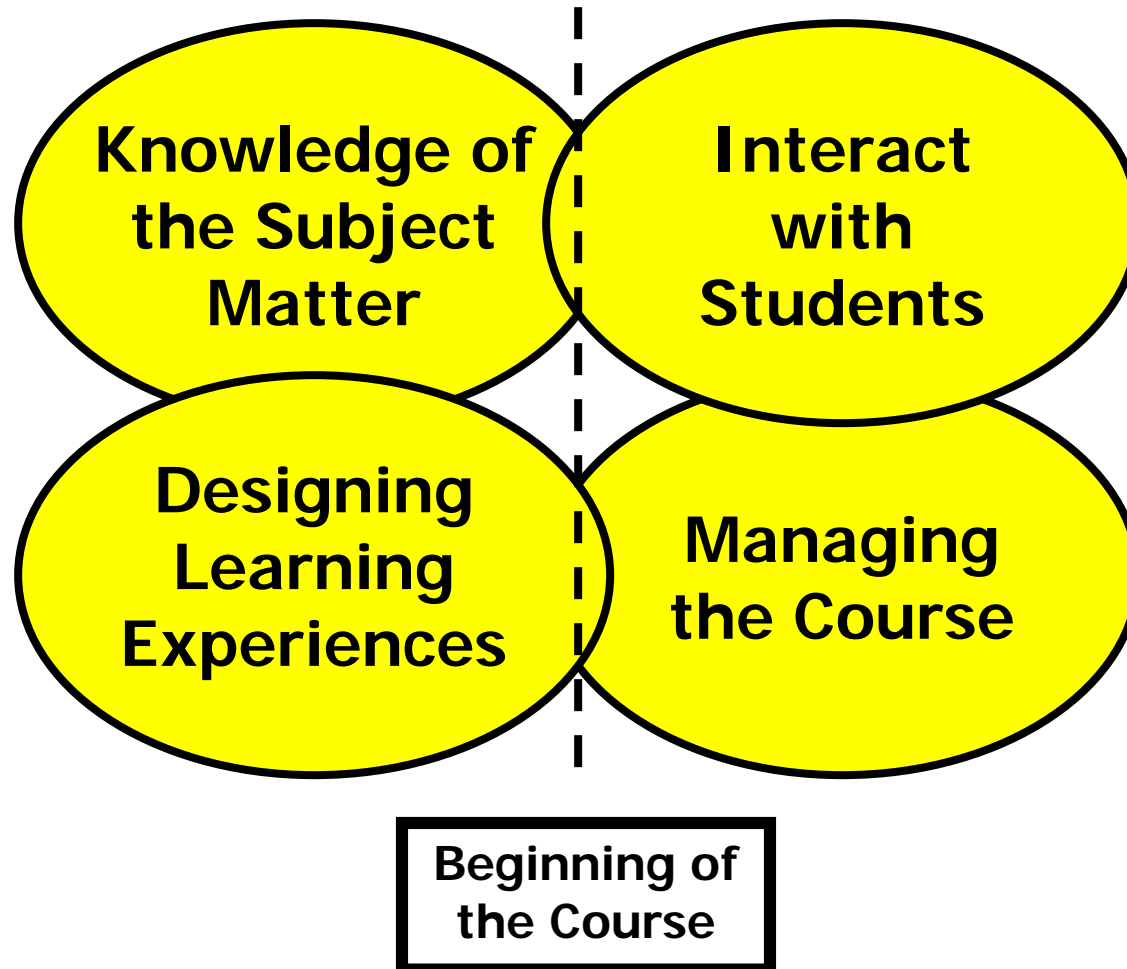 Knowledge of
the Subject
Matter
Interact
with
Students
Designing
Learning
Experiences
Managing
the Course
Beginning of
the Course